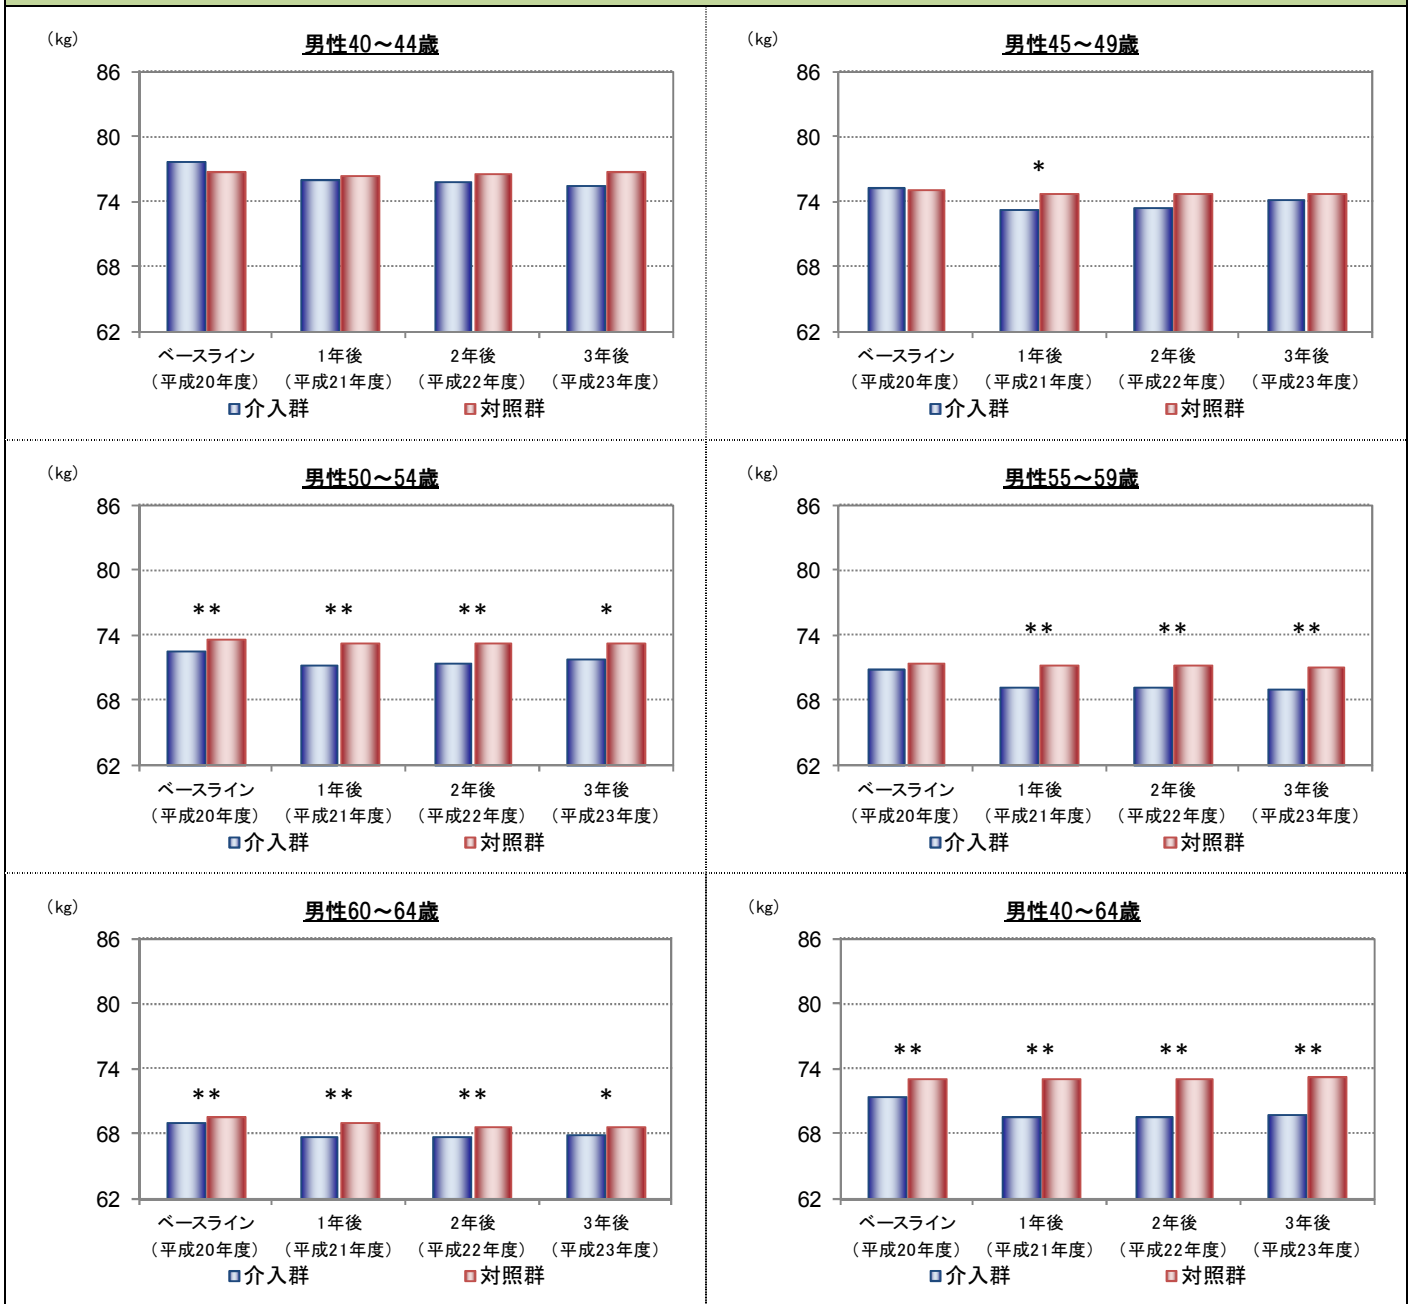 (kg)
男性40～44歳
86
80
74
68
62
ベースライン 1年後 2年後 3年後
(平成20年度) (平成21年度) (平成22年度) (平成23年度)
介入群 対照群
(kg)
男性45～49歳
86
80
*
74
68
62
ベースライン 1年後 2年後 3年後
(平成20年度) (平成21年度) (平成22年度) (平成23年度)
介入群 対照群
(kg)
男性50～54歳
86
80
** ** ** *
74
68
62
ベースライン 1年後 2年後 3年後
(平成20年度) (平成21年度) (平成22年度) (平成23年度)
介入群 対照群
(kg)
男性55～59歳
86
80
74
** ** **
68
62
ベースライン 1年後 2年後 3年後
(平成20年度) (平成21年度) (平成22年度) (平成23年度)
介入群 対照群
(kg)
男性60～64歳
86
80
74
** ** ** *
68
62
ベースライン 1年後 2年後 3年後
(平成20年度) (平成21年度) (平成22年度) (平成23年度)
介入群 対照群
(kg)
男性40～64歳
86
80
** ** ** **
74
68
62
ベースライン 1年後 2年後 3年後
(平成20年度) (平成21年度) (平成22年度) (平成23年度)
介入群 対照群